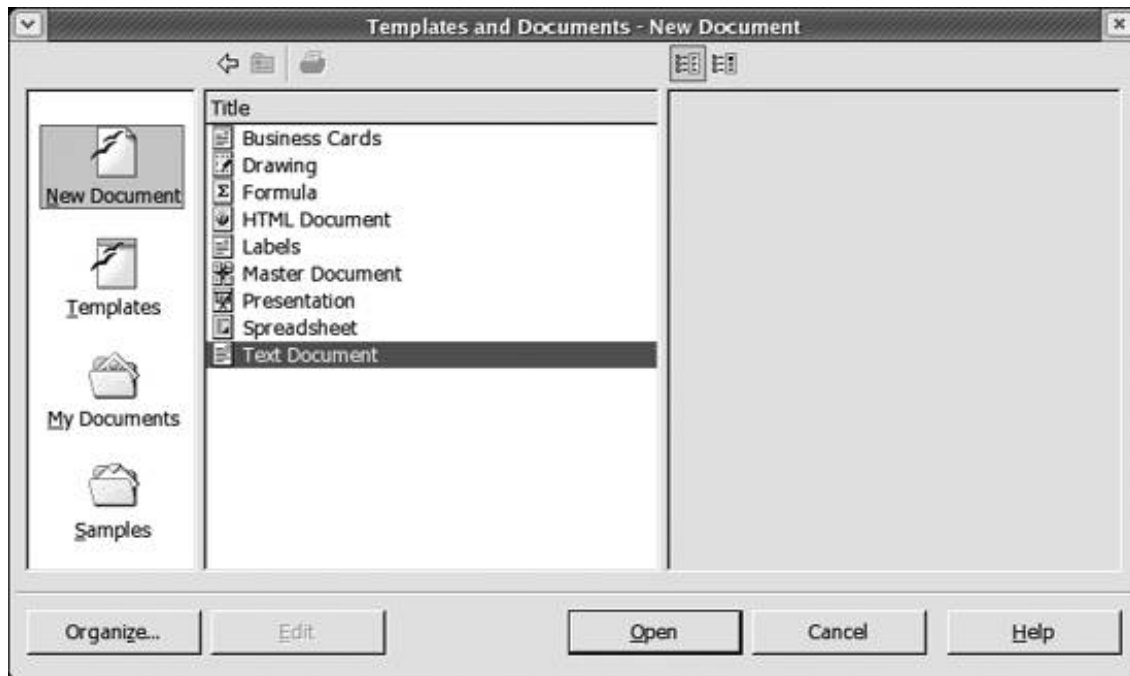 Templates and Documents - New Document
New Document
Templates
My Documents
Samples
Title
Business Cards
Drawing
Formula
HTML Document
Labels
Master Document
Presentation
Spreadsheet
Text Document
Organize...
Edit
Open
Cancel
Help